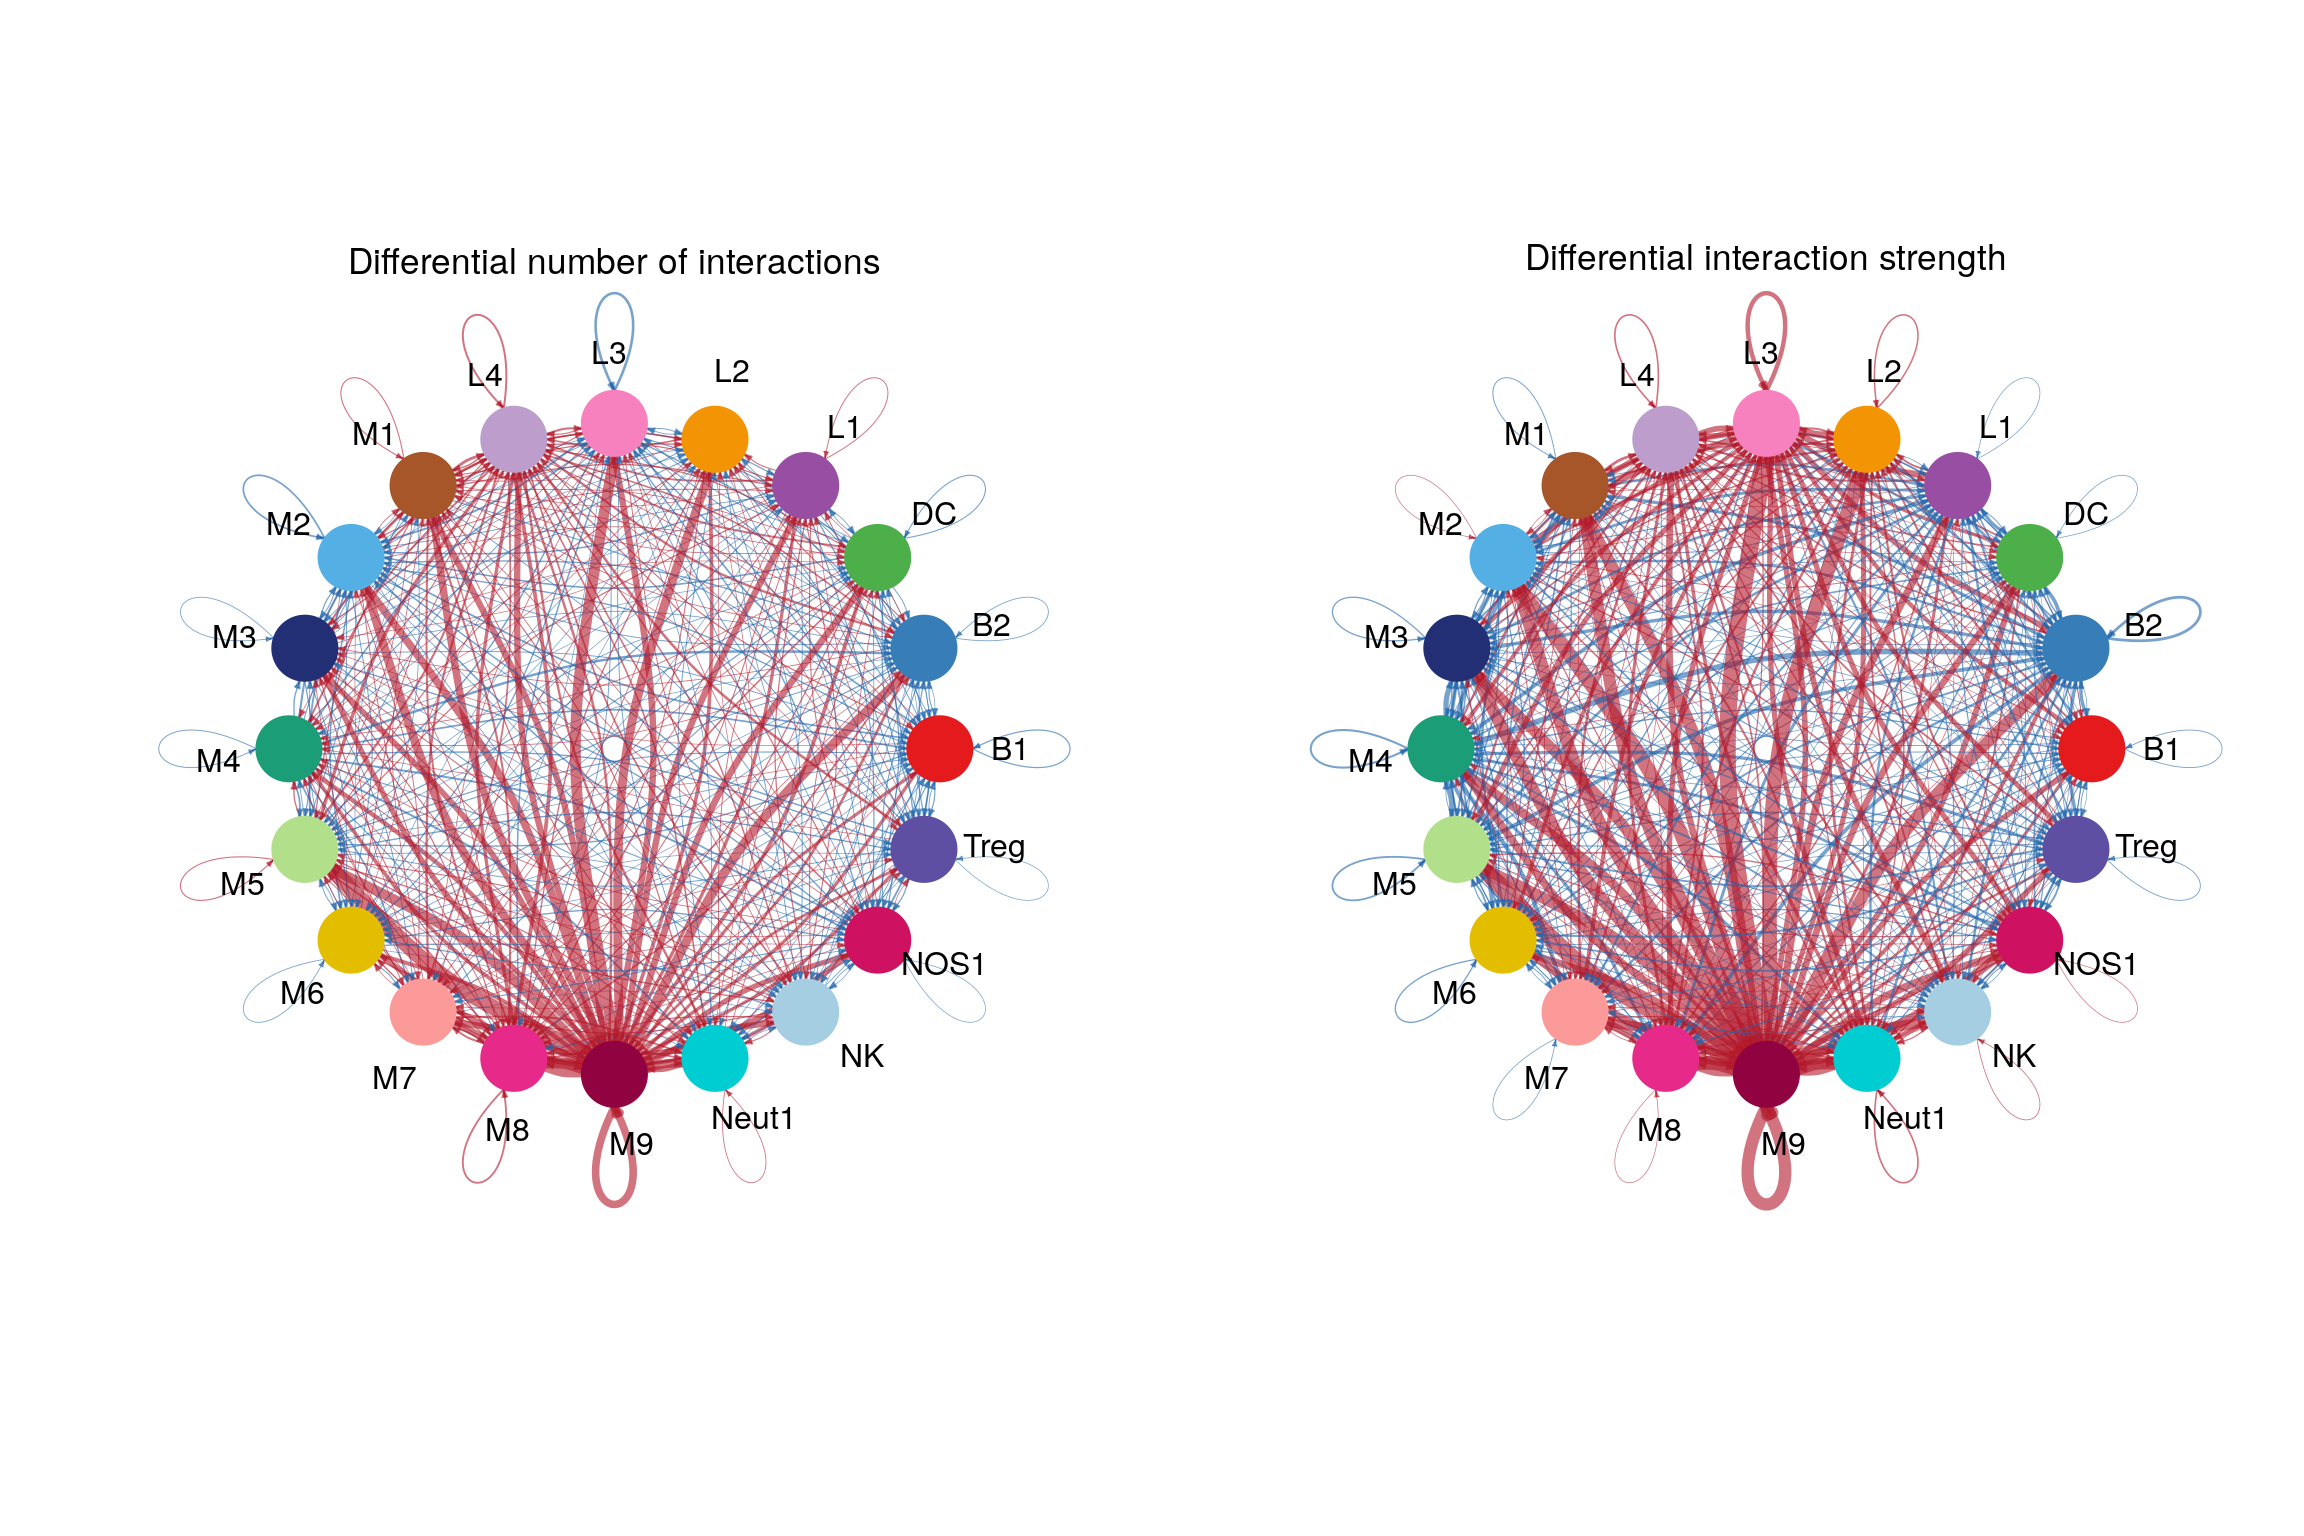 Differential number of interactions
L3
L2
L4
L1
M1
DC
M2
B2
M3
B1
M4
Treg
M5
NOS1
M6
NK
M7
Neut1
M8
M9
Differential interaction strength
L3
L2
L4
L1
M1
DC
M2
B2
M3
B1
M4
Treg
M5
NOS1
M6
NK
M7
Neut1
M8
M9